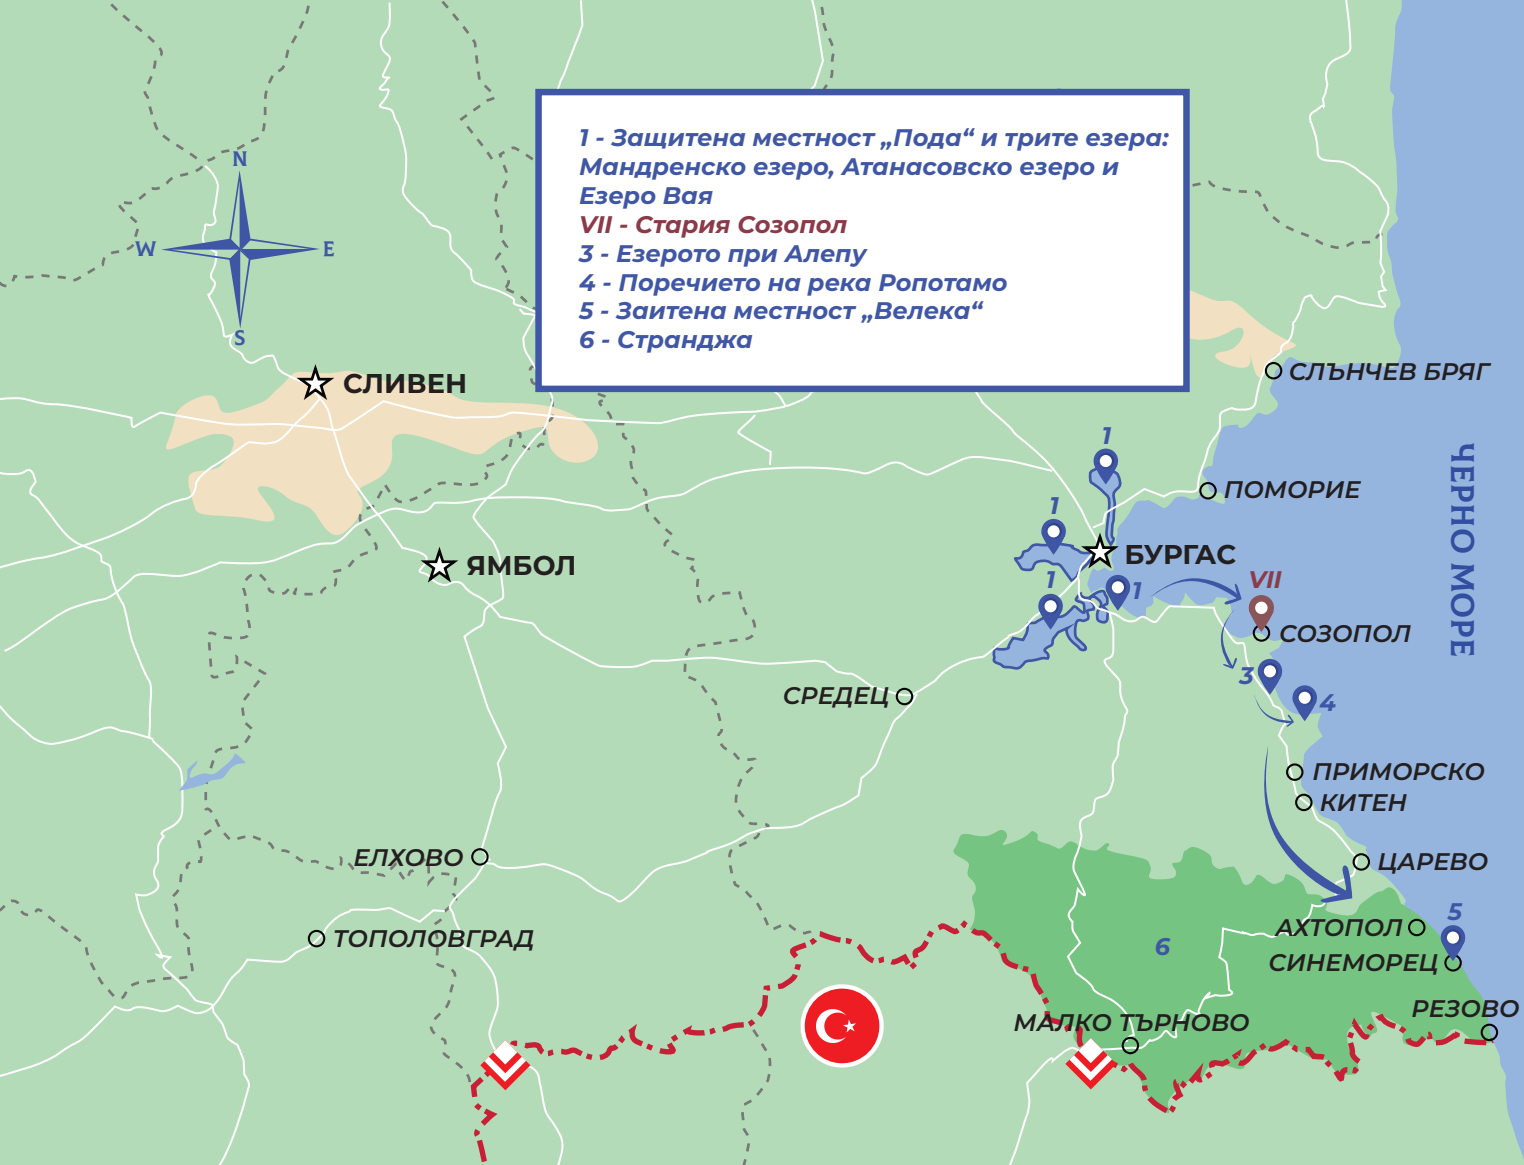 1 - Защитена местност „Пода“ и трите езера:
Мандренско езеро, Атанасовско езеро и
Езеро Вая
VII - Стария Созопол
3 - Езерото при Алепу
4 - Поречието на река Ропотамо
5 - Заитена местност „Велека“
6 - Странджа
N
W
E
S
СЛИВЕН
СЛЪНЧЕВ БРЯГ
1
ПОМОРИЕ
1
ЧЕРНО МОРЕ
БУРГАС
ЯМБОЛ
1
1
VII
СОЗОПОЛ
3
СРЕДЕЦ
4
ПРИМОРСКО
КИТЕН
ЕЛХОВО
ЦАРЕВО
5
АХТОПОЛ
ТОПОЛОВГРАД
6
СИНЕМОРЕЦ
РЕЗОВО
МАЛКО ТЪРНОВО